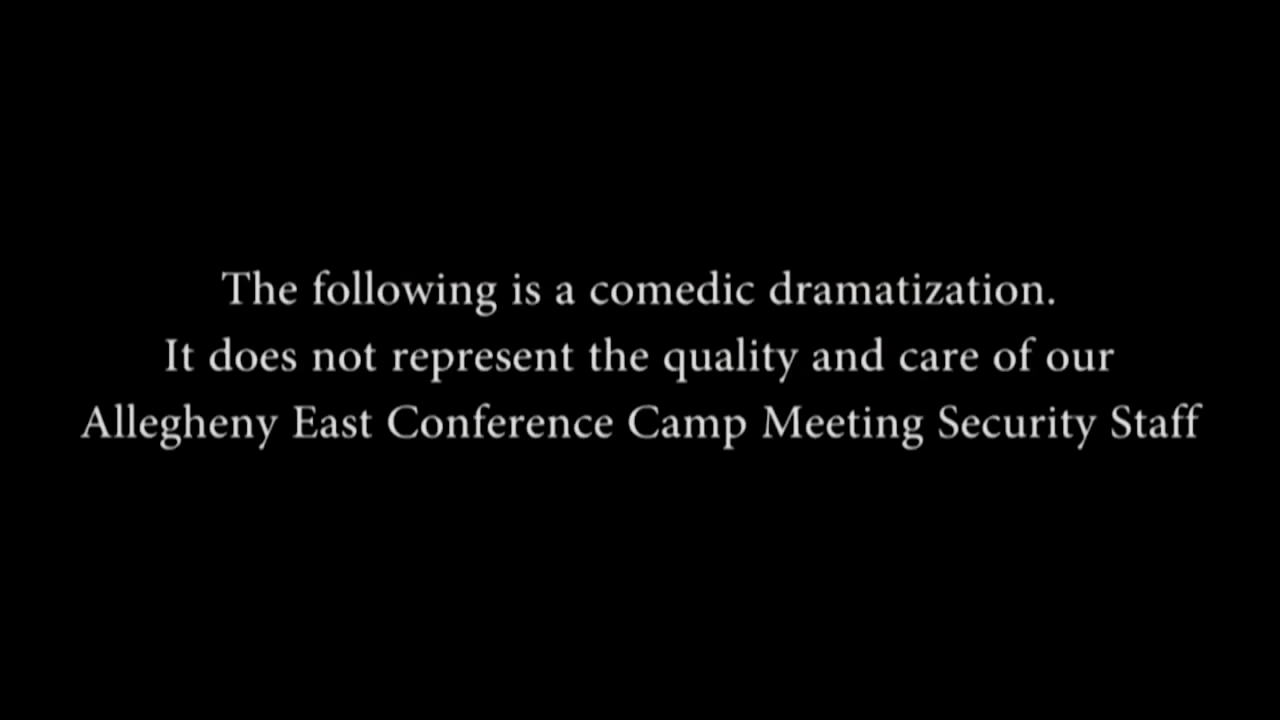 The following is a comedic dramatization.
It does not represent the quality and care of our
Allegheny East Conference Camp Meeting Security Staff